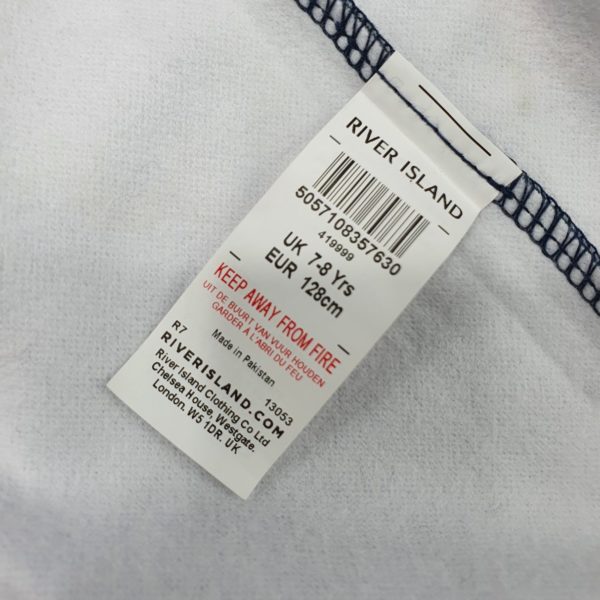 RIVER ISLAND
5057108357630
419999
UK 7-8 Yrs
EUR 128cm
KEEP AWAY FROM FIRE
UIT DE BUURT VAN VUUR HOUDEN
GARDER A L'ABRI DU FEU
Made in Pakistan
R7 13053
RIVERISLAND.COM
River Island Clothing Co Ltd
Chelsea House, Westgate.
London. W5 1DR. UK